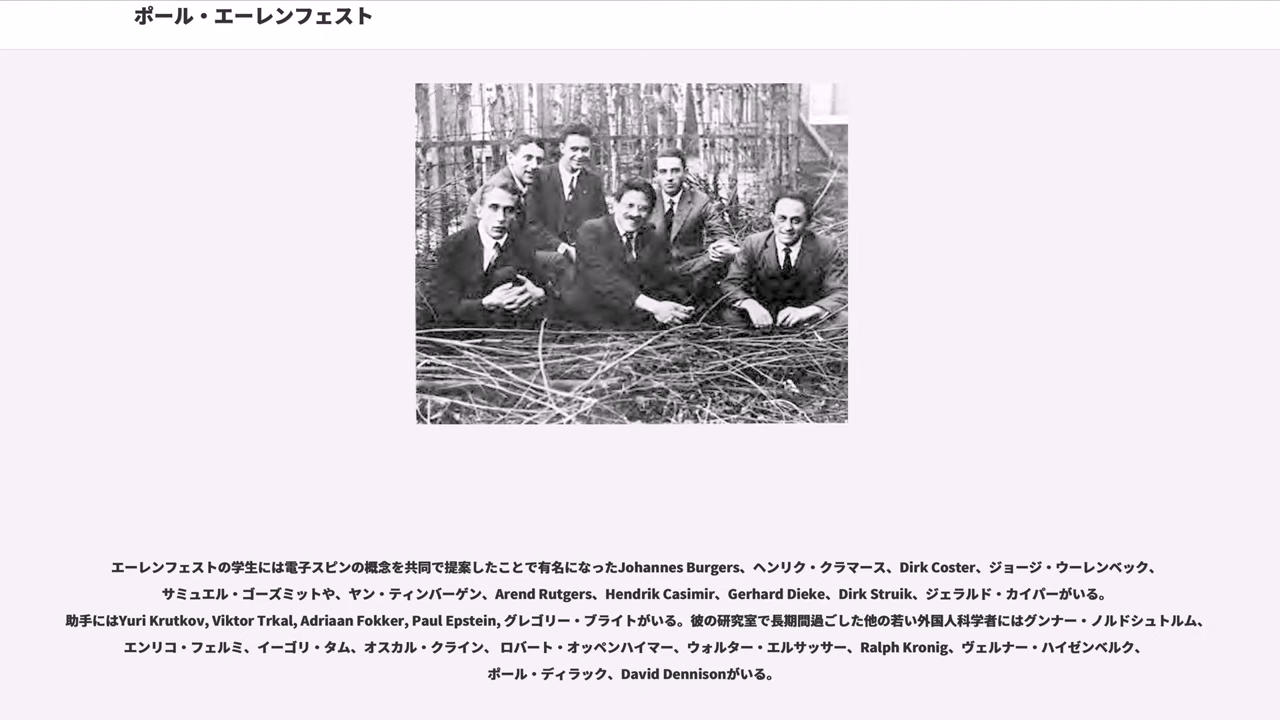 ポール・エーレンフェスト
エーレンフェストの学生には電子スピンの概念を共同で提案したことで有名になったJohannes Burgers、ヘンリク・クラマース、Dirk Coster、ジョージ・ウーレンベック、
サミュエル・ゴーズミットや、ヤン・ティンバーゲン、Arend Rutgers、Hendrik Casimir、Gerhard Dieke、Dirk Struik、ジェラルド・カイパーがいる。
助手にはYuri Krutkov, Viktor Trkal, Adriaan Fokker, Paul Epstein, グレゴリー・ブライトがいる。彼の研究室で長期間過ごした他の若い外国人科学者にはグンナー・ノルドシュトルム、
エンリコ・フェルミ、イーゴリ・タム、オスカル・クライン、 ロバート・オッペンハイマー、ウォルター・エルサッサー、Ralph Kronig、ヴェルナー・ハイゼンベルク、
ポール・ディラック、David Dennisonがいる。